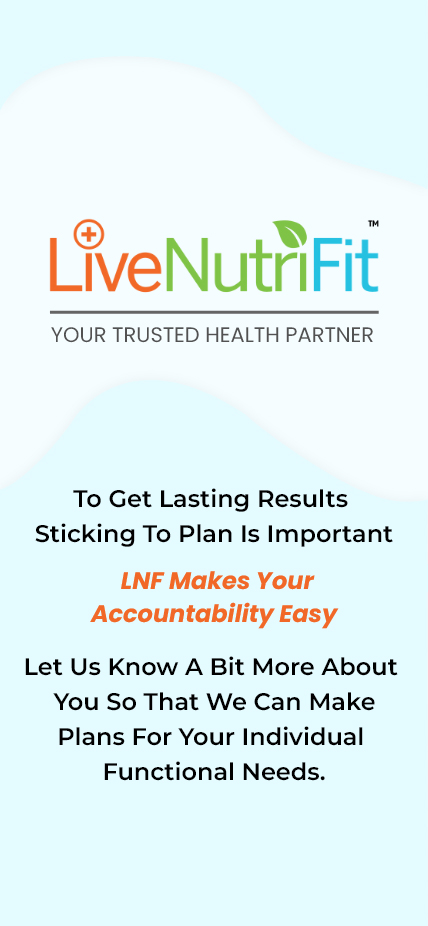 LiveNutriFit™
YOUR TRUSTED HEALTH PARTNER
To Get Lasting Results
Sticking To Plan Is Important
LNF Makes Your
Accountability Easy
Let Us Know A Bit More About
You So That We Can Make
Plans For Your Individual
Functional Needs.